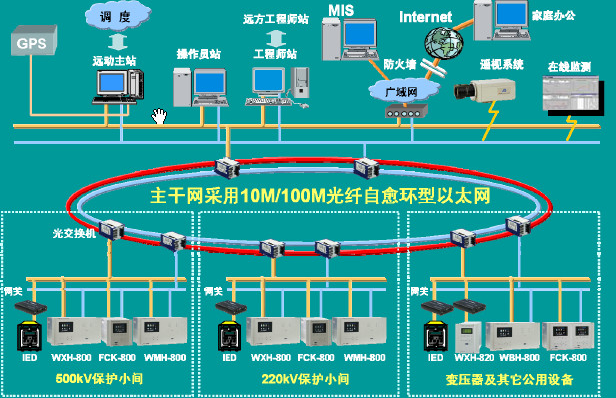 调度
远方工程师站
MIS
Internet
家庭办公
GPS
远动主站
操作员站
工程师站
防火墙
遥视系统
在线监测
广域网
主干网采用10M/100M光纤自愈环型以太网
光交换机
网关
网关
网关
IED
WXH-800
FCK-800
WMH-800
IED
WXH-800
FCK-800
WMH-800
IED
WXH-820
WBH-800
FCK-800
500kV保护小间
220kV保护小间
变压器及其它公用设备